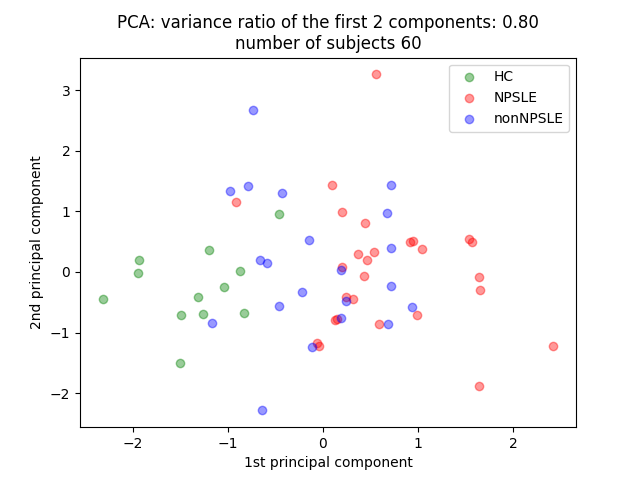 PCA: variance ratio of the first 2 components: 0.80
number of subjects 60
HC
NPSLE
nonNPSLE
3
2
1
0
−1
−2
2nd principal component
−2
−1
0
1
2
1st principal component